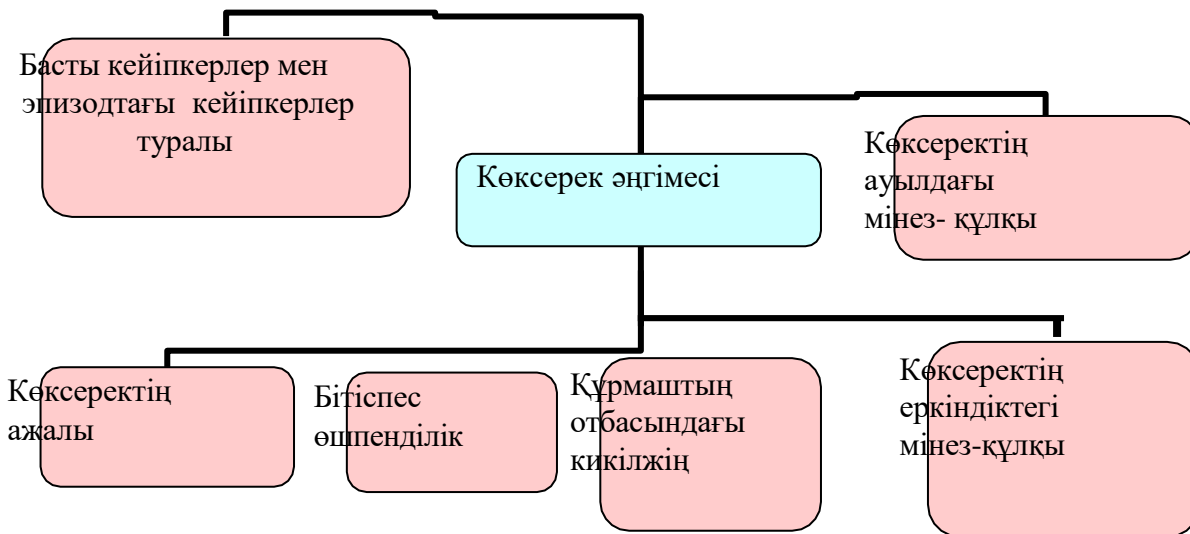 Басты кейіпкерлер мен
эпизодтағы кейіпкерлер
туралы
Көксерек әңгімесі
Көксеректің
ауылдағы
мінез- құлқы
Көксеректің
ажалы
Бітіспес
өшпенділік
Құрмаштың
отбасындағы
кикілжің
Көксеректің
еркіндіктегі
мінез-құлқы